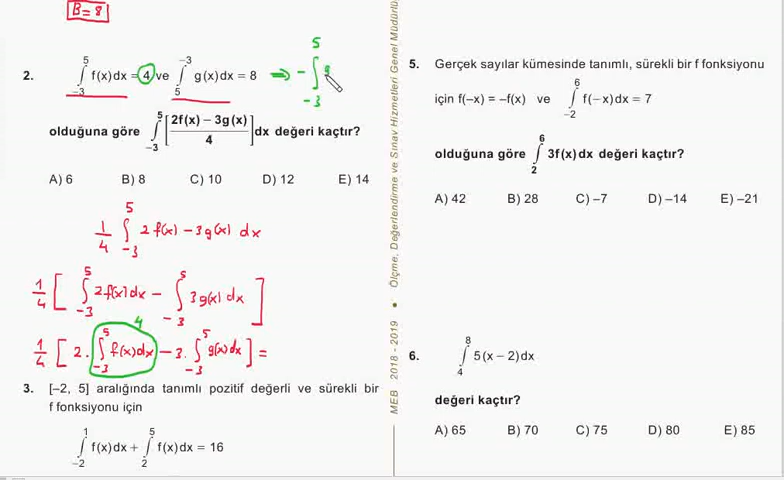 B = 8
2. ∫₋₃⁵ f(x) dx = 4 ve ∫₅⁻³ g(x) dx = 8 ⇒ - ∫₋₃⁵ g
olduğuna göre ∫₋₃⁵ [ (2f(x) – 3g(x)) / 4 ] dx değeri kaçtır?
A) 6 B) 8 C) 10 D) 12 E) 14
1/4 ∫₋₃⁵ 2 f(x) - 3 g(x) dx
1/4 [ ∫₋₃⁵ 2 f(x) dx - ∫₋₃⁵ 3 g(x) dx ]
4
1/4 [ 2. ∫₋₃⁵ f(x) dx - 3. ∫₋₃⁵ g(x) dx ] =
3. [–2, 5] aralığında tanımlı pozitif değerli ve sürekli bir
f fonksiyonu için
∫₋₂¹ f(x) dx + ∫₂⁵ f(x) dx = 16
MEB 2018 - 2019 • Ölçme, Değerlendirme ve Sınav Hizmetleri Genel Müdürlü
5. Gerçek sayılar kümesinde tanımlı, sürekli bir f fonksiyonu
için f(–x) = –f(x) ve ∫₋₂⁶ f(–x) dx = 7
olduğuna göre ∫₂⁶ 3f(x) dx değeri kaçtır?
A) 42 B) 28 C) –7 D) –14 E) –21
6. ∫₄⁸ 5(x – 2) dx
değeri kaçtır?
A) 65 B) 70 C) 75 D) 80 E) 85